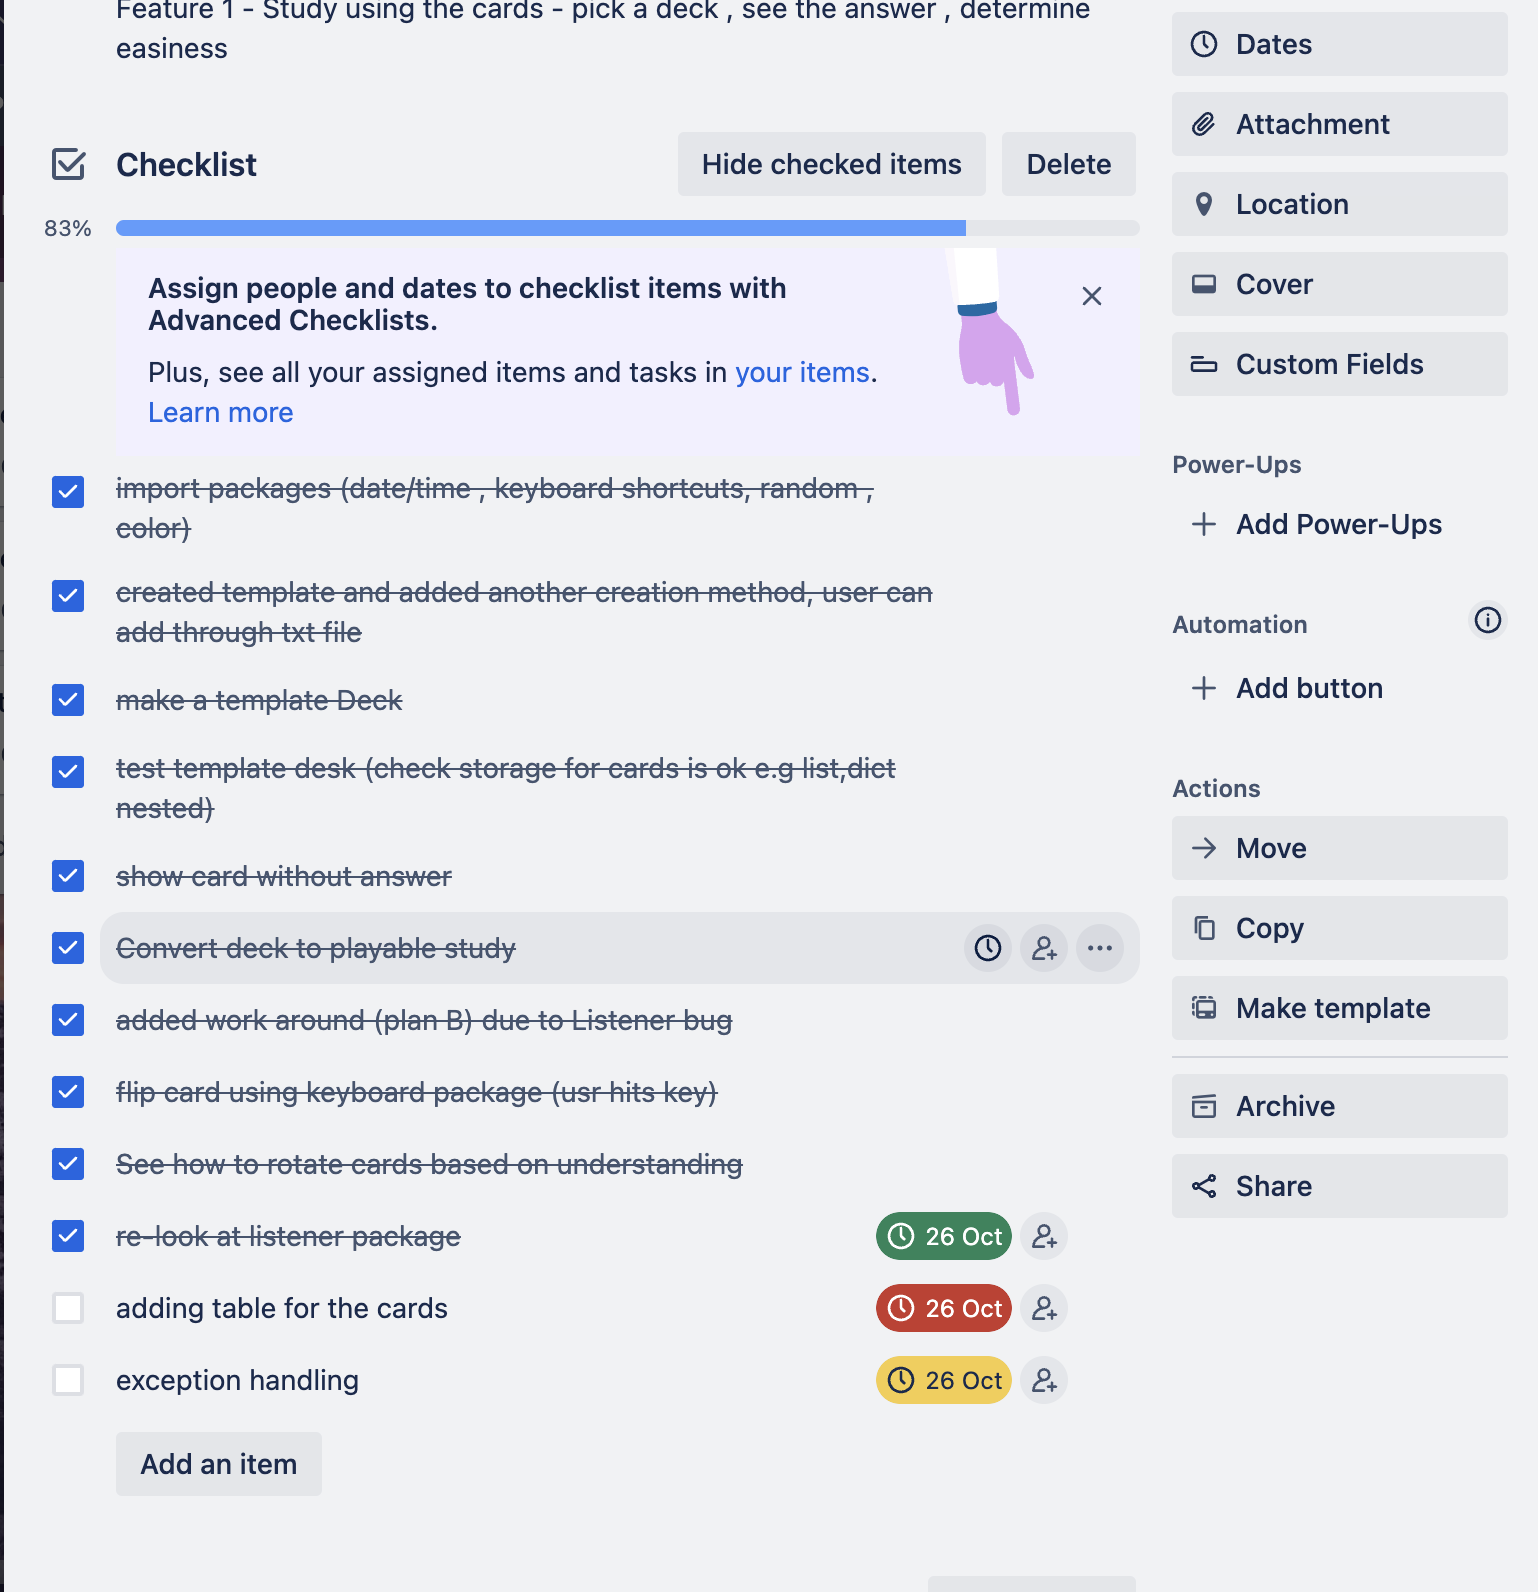 Feature 1 - Study using the cards - pick a deck , see the answer , determine
easiness
Checklist
Hide checked items
Delete
83%
Assign people and dates to checklist items with
Advanced Checklists.
Plus, see all your assigned items and tasks in your items.
Learn more
import packages (date/time , keyboard shortcuts, random ,
color)
created template and added another creation method, user can
add through txt file
make a template Deck
test template desk (check storage for cards is ok e.g list,dict
nested)
show card without answer
Convert deck to playable study
added work around (plan B) due to Listener bug
flip card using keyboard package (usr hits key)
See how to rotate cards based on understanding
re-look at listener package
26 Oct
adding table for the cards
26 Oct
exception handling
26 Oct
Add an item
Dates
Attachment
Location
Cover
Custom Fields
Power-Ups
Add Power-Ups
Automation
Add button
Actions
Move
Copy
Make template
Archive
Share